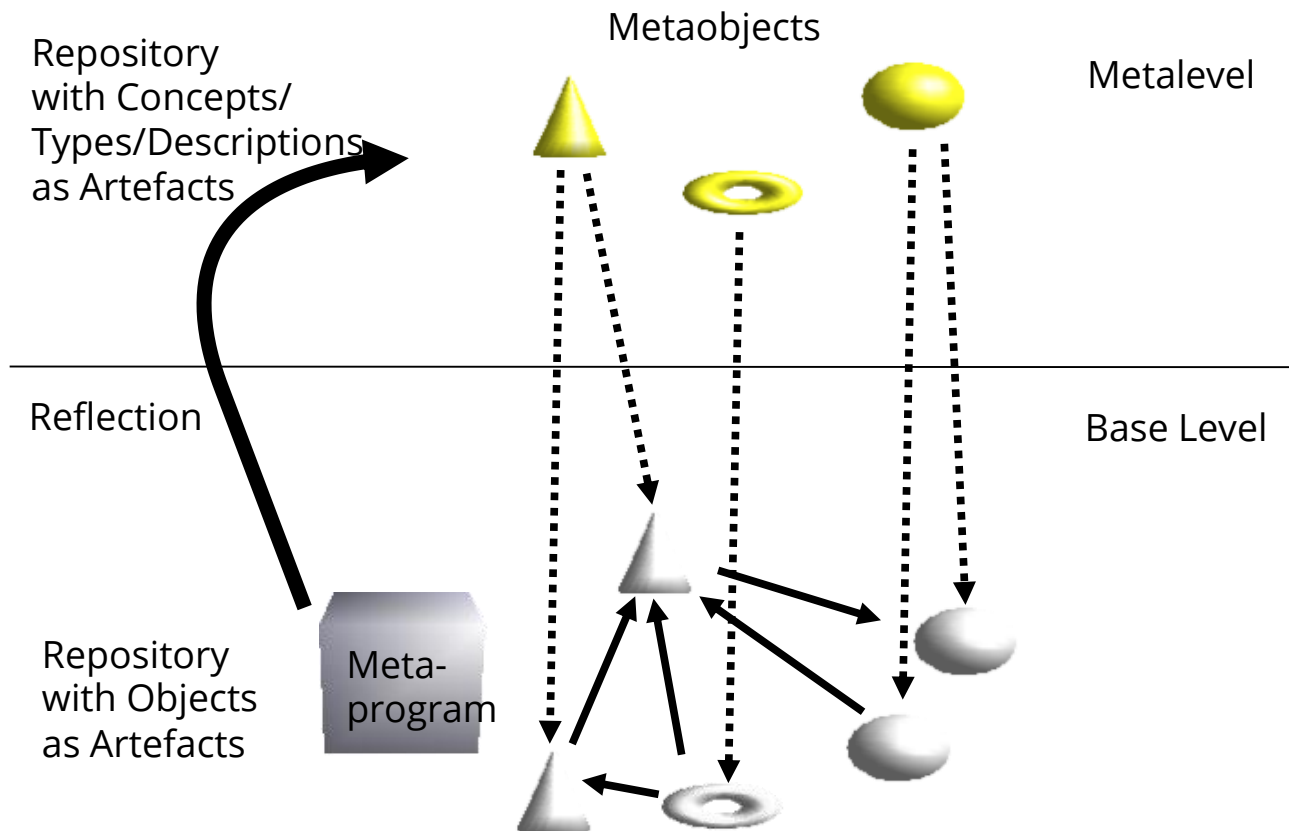 Metaobjects
Repository
with Concepts/
Types/Descriptions
as Artefacts
Metalevel
Reflection
Base Level
Repository
with Objects
as Artefacts
Meta-
program